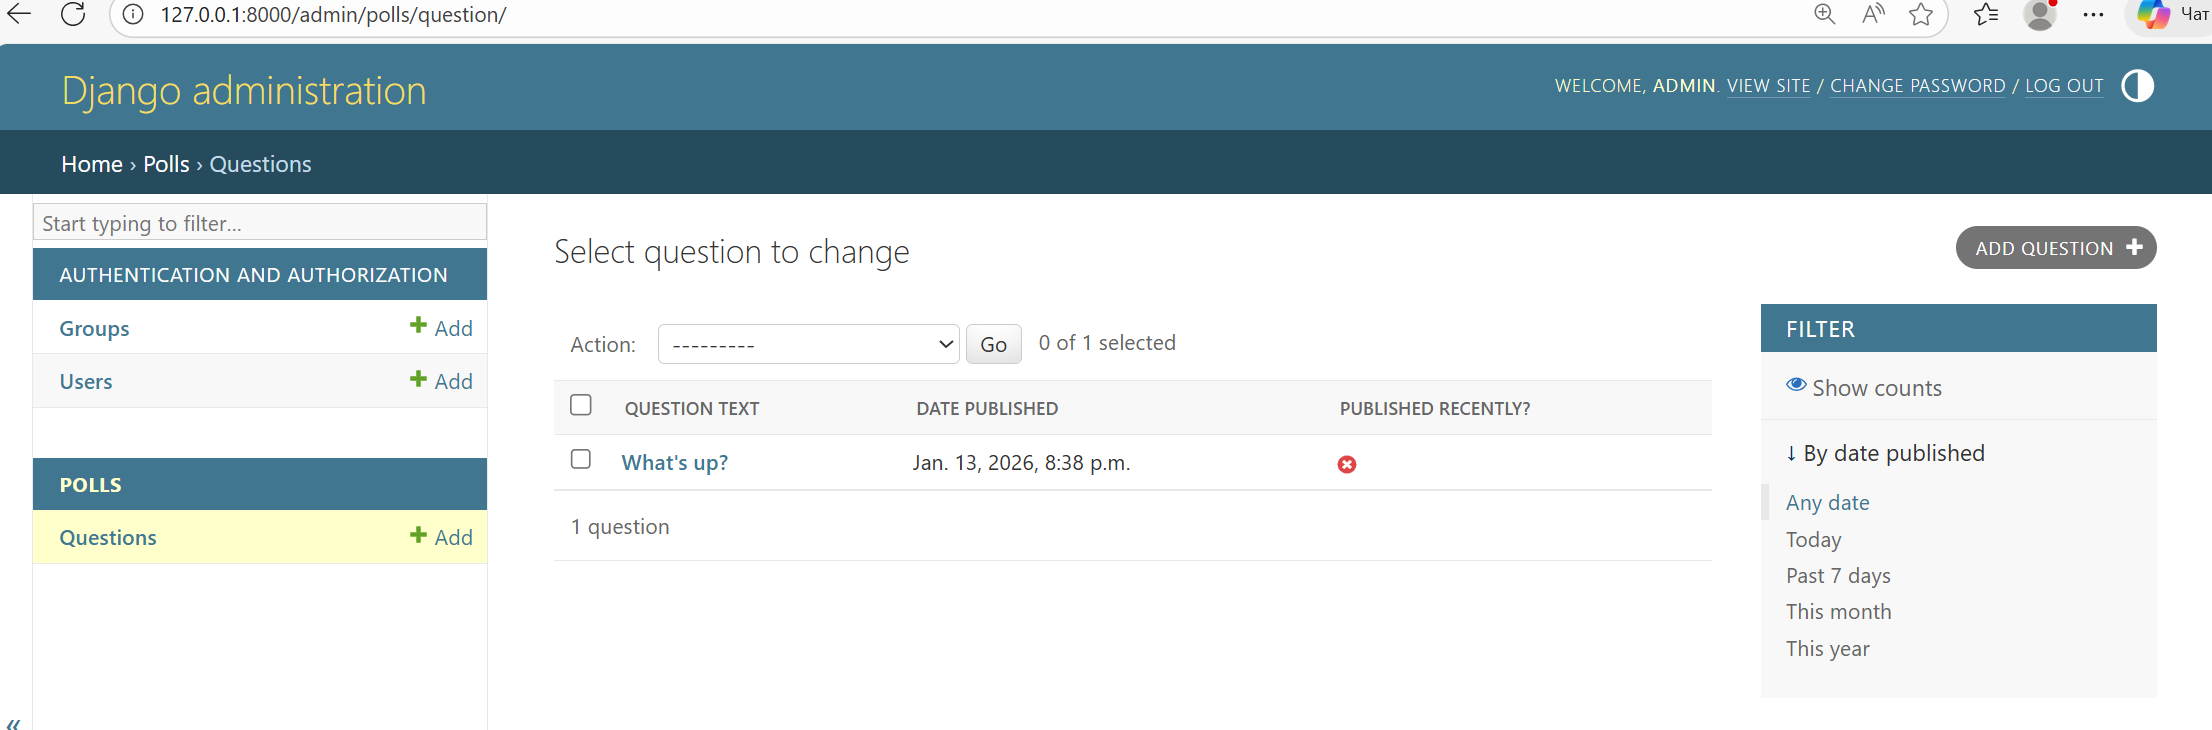 127.0.0.1:8000/admin/polls/question/
Чат
Django administration
WELCOME, ADMIN. VIEW SITE / CHANGE PASSWORD / LOG OUT
Home › Polls › Questions
Start typing to filter...
AUTHENTICATION AND AUTHORIZATION
Groups
Add
Users
Add
POLLS
Questions
Add
«
Select question to change
ADD QUESTION
Action:
---------
Go
0 of 1 selected
QUESTION TEXT DATE PUBLISHED PUBLISHED RECENTLY?
What's up? Jan. 13, 2026, 8:38 p.m.
1 question
FILTER
Show counts
↓ By date published
Any date
Today
Past 7 days
This month
This year